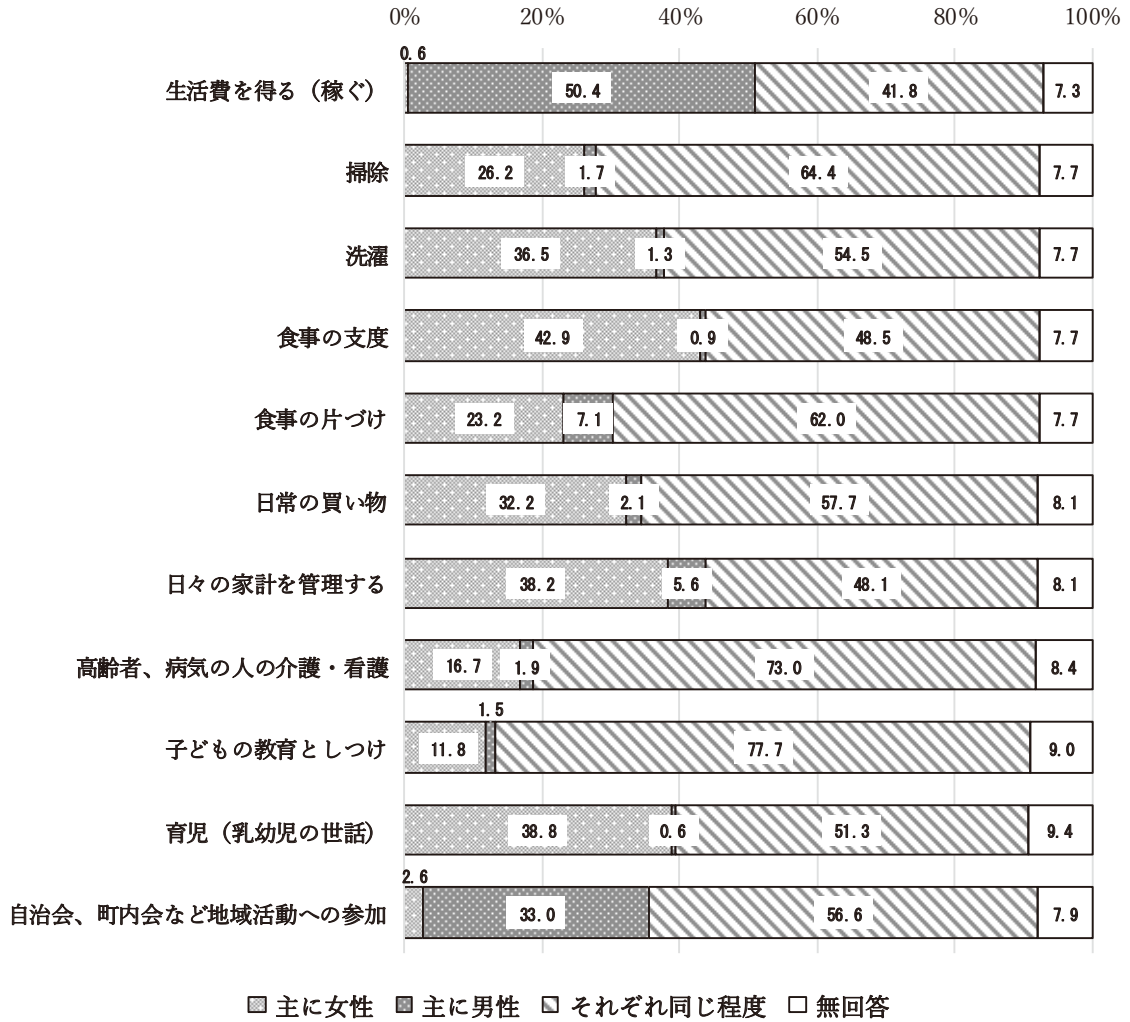 0% 20% 40% 60% 80% 100%
0.6
生活費を得る（稼ぐ） 50.4 41.8 7.3
掃除 26.2 1.7 64.4 7.7
洗濯 36.5 1.3 54.5 7.7
食事の支度 42.9 0.9 48.5 7.7
食事の片づけ 23.2 7.1 62.0 7.7
日常の買い物 32.2 2.1 57.7 8.1
日々の家計を管理する 38.2 5.6 48.1 8.1
高齢者、病気の人の介護・看護 16.7 1.9 73.0 8.4
1.5
子どもの教育としつけ 11.8 77.7 9.0
育児（乳幼児の世話） 38.8 0.6 51.3 9.4
2.6
自治会、町内会など地域活動への参加 33.0 56.6 7.9
主に女性 主に男性 それぞれ同じ程度 無回答